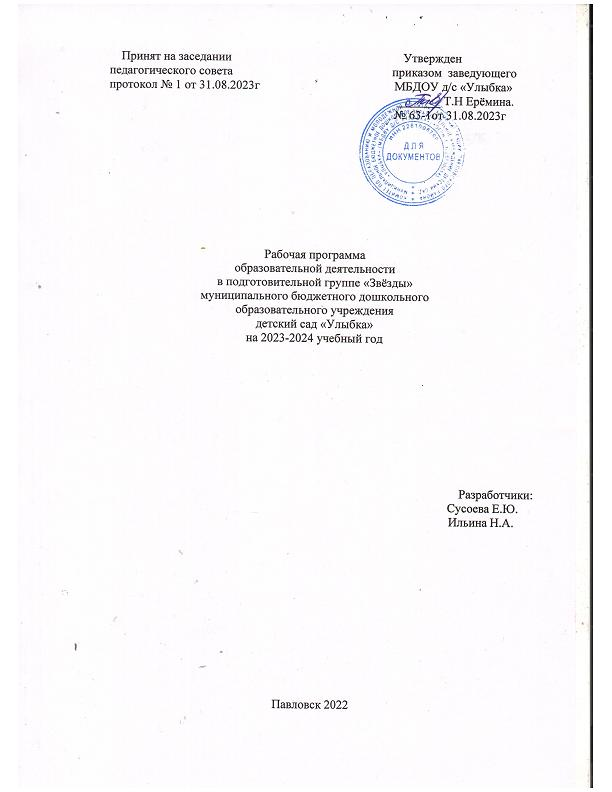 Принят на заседании
педагогического совета
протокол № 1 от 31.08.2023г
Утвержден
приказом заведующего
МБДОУ д/с «Улыбка»
Т.Н Ерёмина.
№ 63-1от 31.08.2023г
ДЛЯ
ДОКУМЕНТОВ
Рабочая программа
образовательной деятельности
в подготовительной группе «Звёзды»
муниципального бюджетного дошкольного
образовательного учреждения
детский сад «Улыбка»
на 2023-2024 учебный год
Разработчики:
Сусоева Е.Ю.
Ильина Н.А.
Павловск 2022